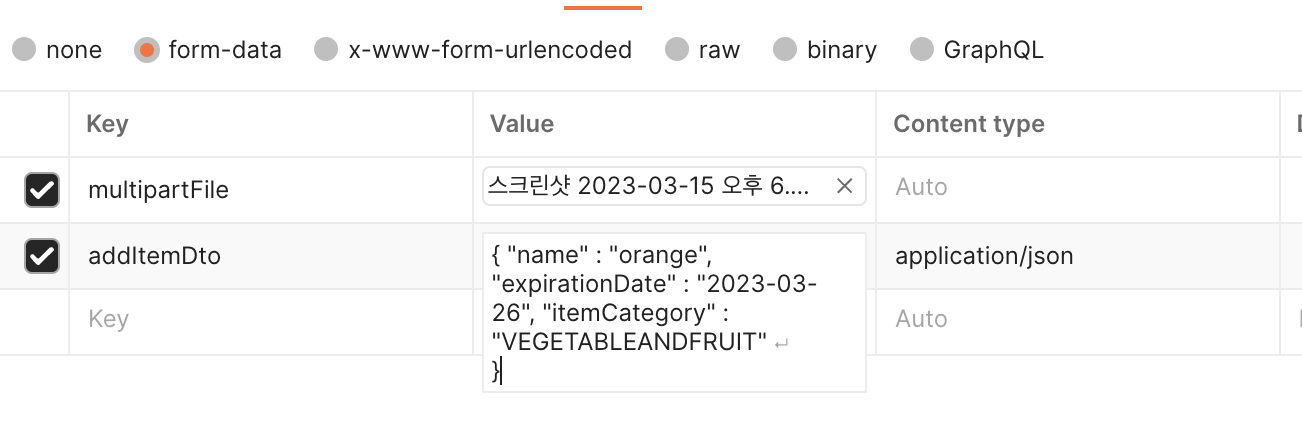 none form-data x-www-form-urlencoded raw binary GraphQL
Key Value Content type
multipartFile 스크린샷 2023-03-15 오후 6.... Auto
addItemDto application/json
{ "name" : "orange",
"expirationDate" : "2023-03-
26", "itemCategory" :
"VEGETABLEANDFRUIT" ↵
}
Key Auto